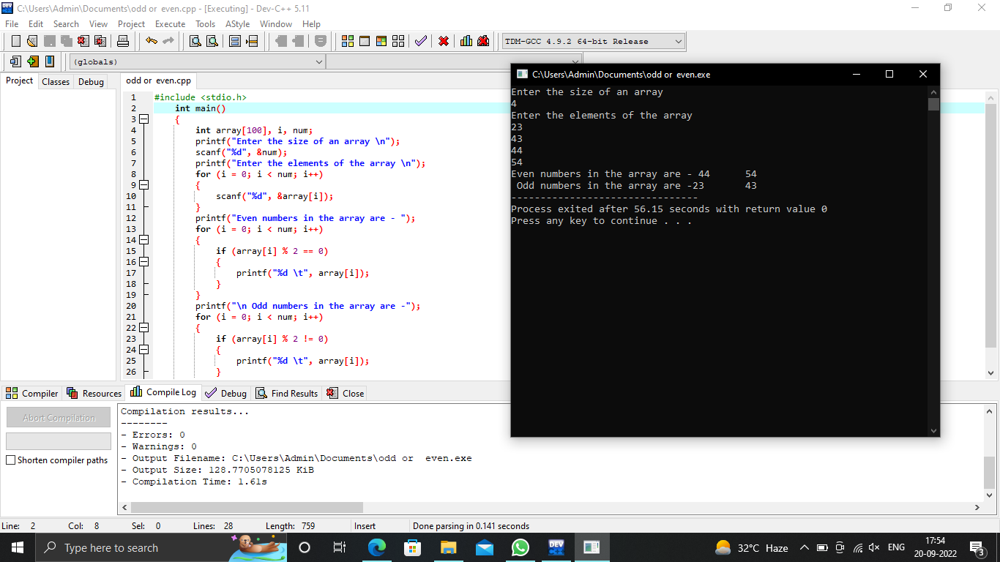 C:\Users\Admin\Documents\odd or  even.cpp - [Executing] - Dev-C++ 5.11
File Edit Search View Project Execute Tools AStyle Window Help
TDM-GCC 4.9.2 64-bit Release
(globals)
Project Classes Debug
odd or  even.cpp
1 #include <stdio.h>
2     int main()
3     {
4         int array[100], i, num;
5         printf("Enter the size of an array \n");
6         scanf("%d", &num);
7         printf("Enter the elements of the array \n");
8         for (i = 0; i < num; i++)
9         {
10             scanf("%d", &array[i]);
11         }
12         printf("Even numbers in the array are - ");
13         for (i = 0; i < num; i++)
14         {
15             if (array[i] % 2 == 0)
16             {
17                 printf("%d \t", array[i]);
18             }
19         }
20         printf("\n Odd numbers in the array are -");
21         for (i = 0; i < num; i++)
22         {
23             if (array[i] % 2 != 0)
24             {
25                 printf("%d \t", array[i]);
26             }
C:\Users\Admin\Documents\odd or  even.exe
Enter the size of an array
4
Enter the elements of the array
23
43
44
54
Even numbers in the array are - 44      54
 Odd numbers in the array are -23       43
--------------------------------
Process exited after 56.15 seconds with return value 0
Press any key to continue . . .
Compiler Resources Compile Log Debug Find Results Close
Abort Compilation
Shorten compiler paths
Compilation results...
--------
- Errors: 0
- Warnings: 0
- Output Filename: C:\Users\Admin\Documents\odd or  even.exe
- Output Size: 128.7705078125 KiB
- Compilation Time: 1.61s
Line: 2 Col: 8 Sel: 0 Lines: 28 Length: 759 Insert Done parsing in 0.141 seconds
Type here to search
DEV
32°C Haze
ENG
17:54
20-09-2022
3